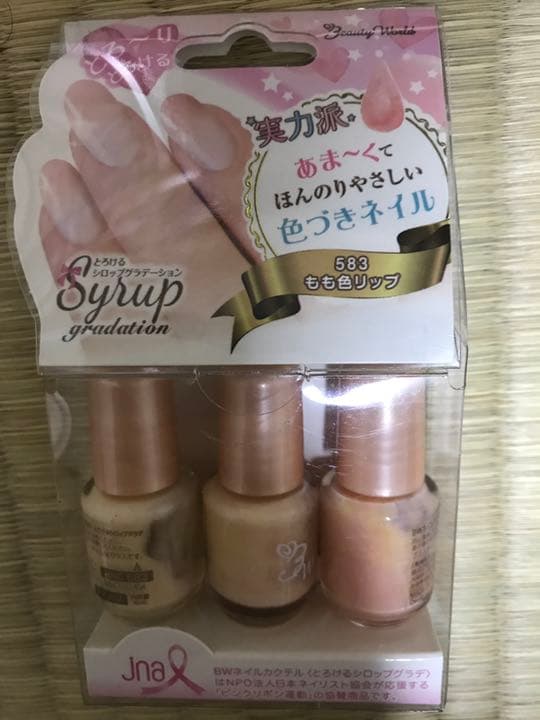 Beauty World
実力派
あま〜くて
ほんのりやさしい
色づきネイル
583
もも色リップ
とろける
シロップグラデーション
Syrup
gradation
Jna
BWネイルカクテル〈とろけるシロップグラデ〉
はNPO法人日本ネイリスト協会が応援する
「ピンクリボン運動」の協賛商品です。